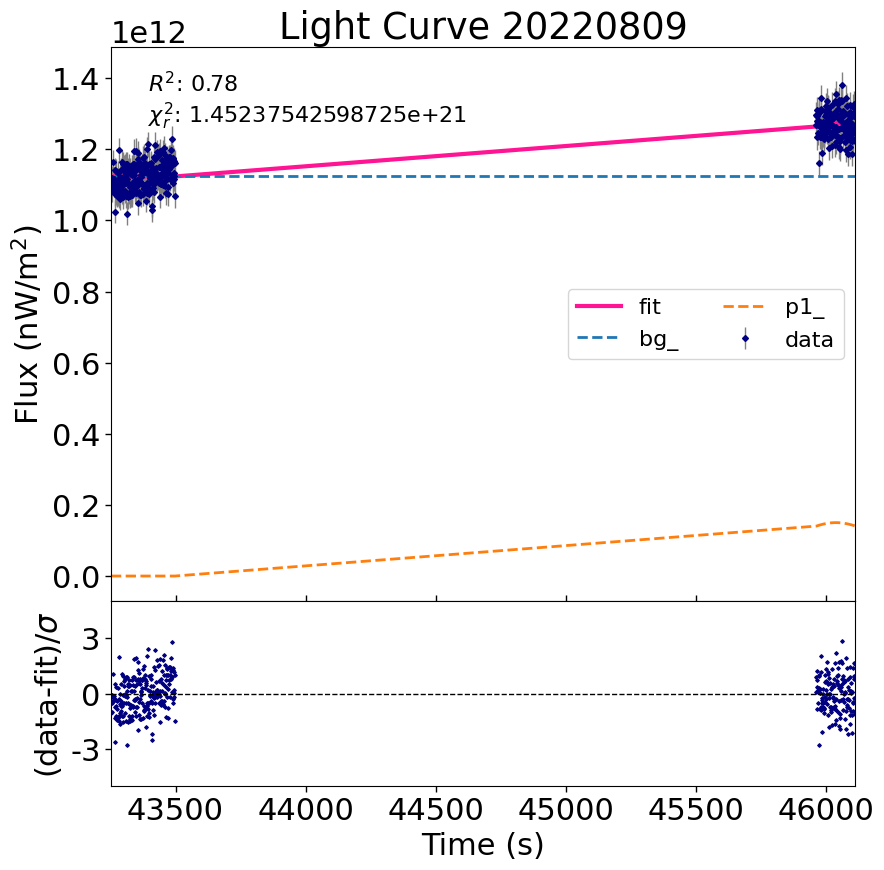 Light Curve 20220809
1e12
R²: 0.78
χ²ᵣ: 1.45237542598725e+21
1.4
1.2
1.0
0.8
0.6
0.4
0.2
0.0
Flux (nW/m²)
fit
bg_
p1_
data
3
0
-3
(data-fit)/σ
43500 44000 44500 45000 45500 46000
Time (s)